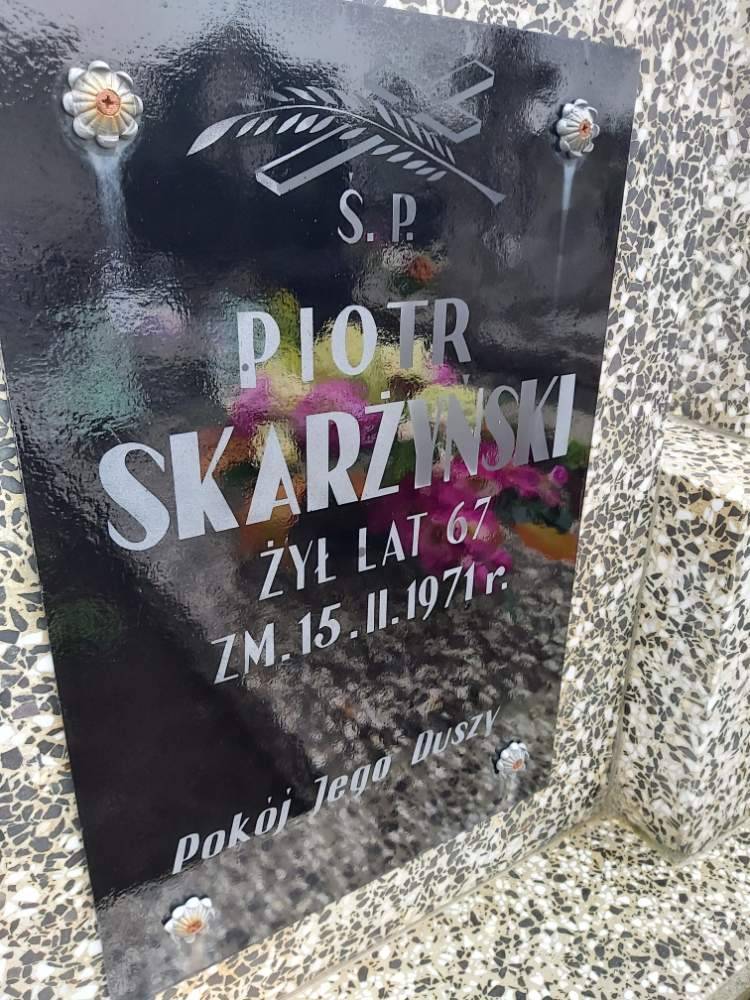 Ś. P.
PIOTR
SKARŻYŃSKI
ŻYŁ LAT 67
ZM. 15. II. 1971 r.
Pokój Jego Duszy